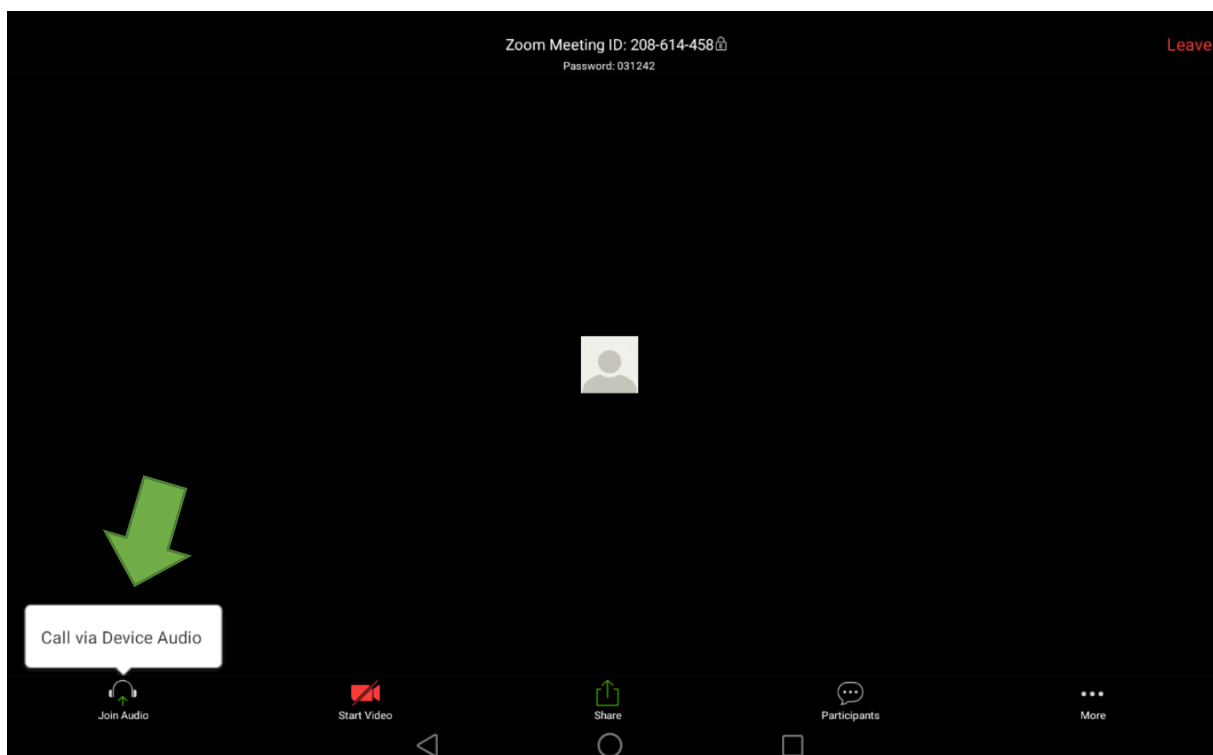 Zoom Meeting ID: 208-614-458
Leave
Password: 031242
Call via Device Audio
Join Audio
Start Video
Share
Participants
More